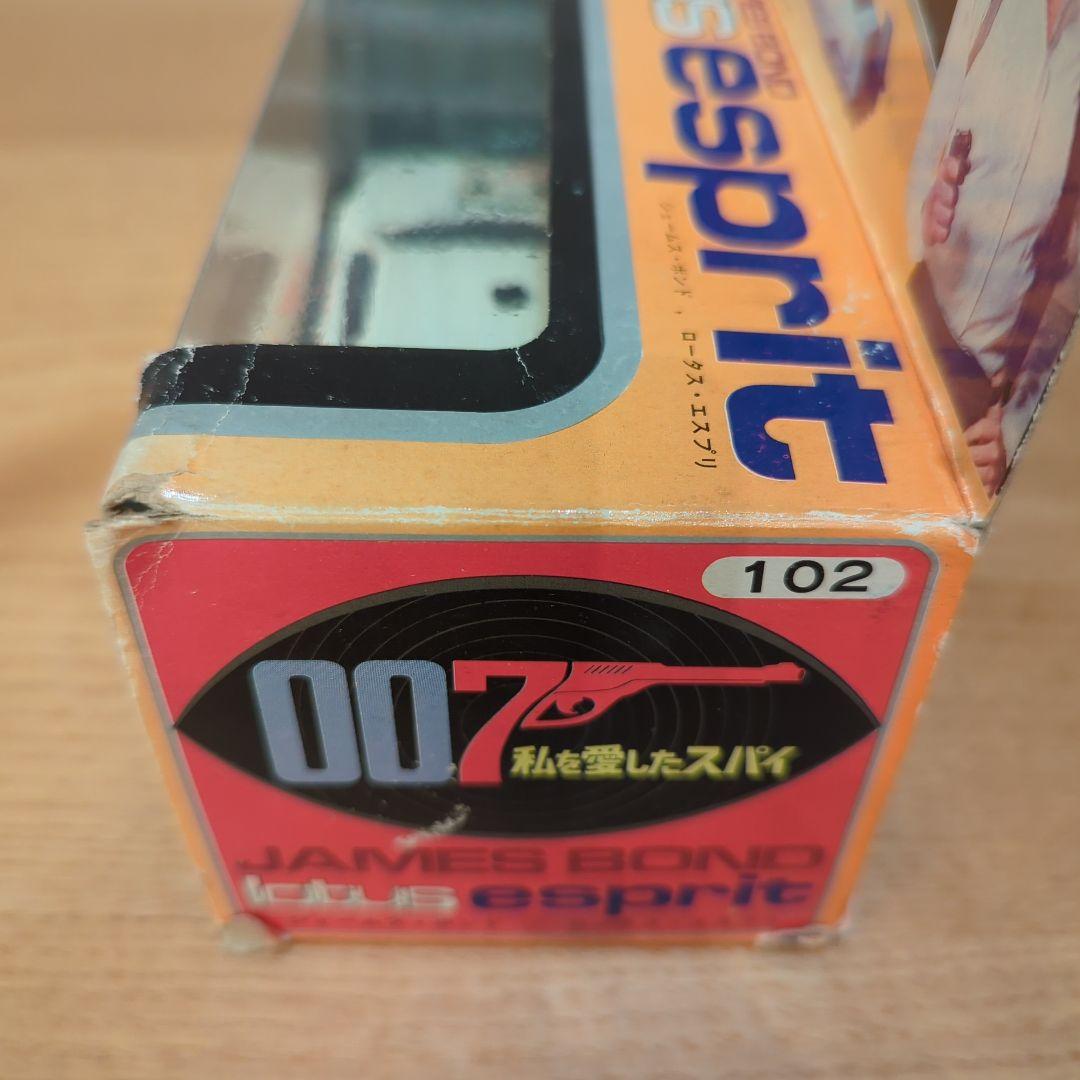 esprit
ジェームス・ボンド, ロータス・エスプリ
102
007
私を愛したスパイ
JAMES BOND
lotus esprit